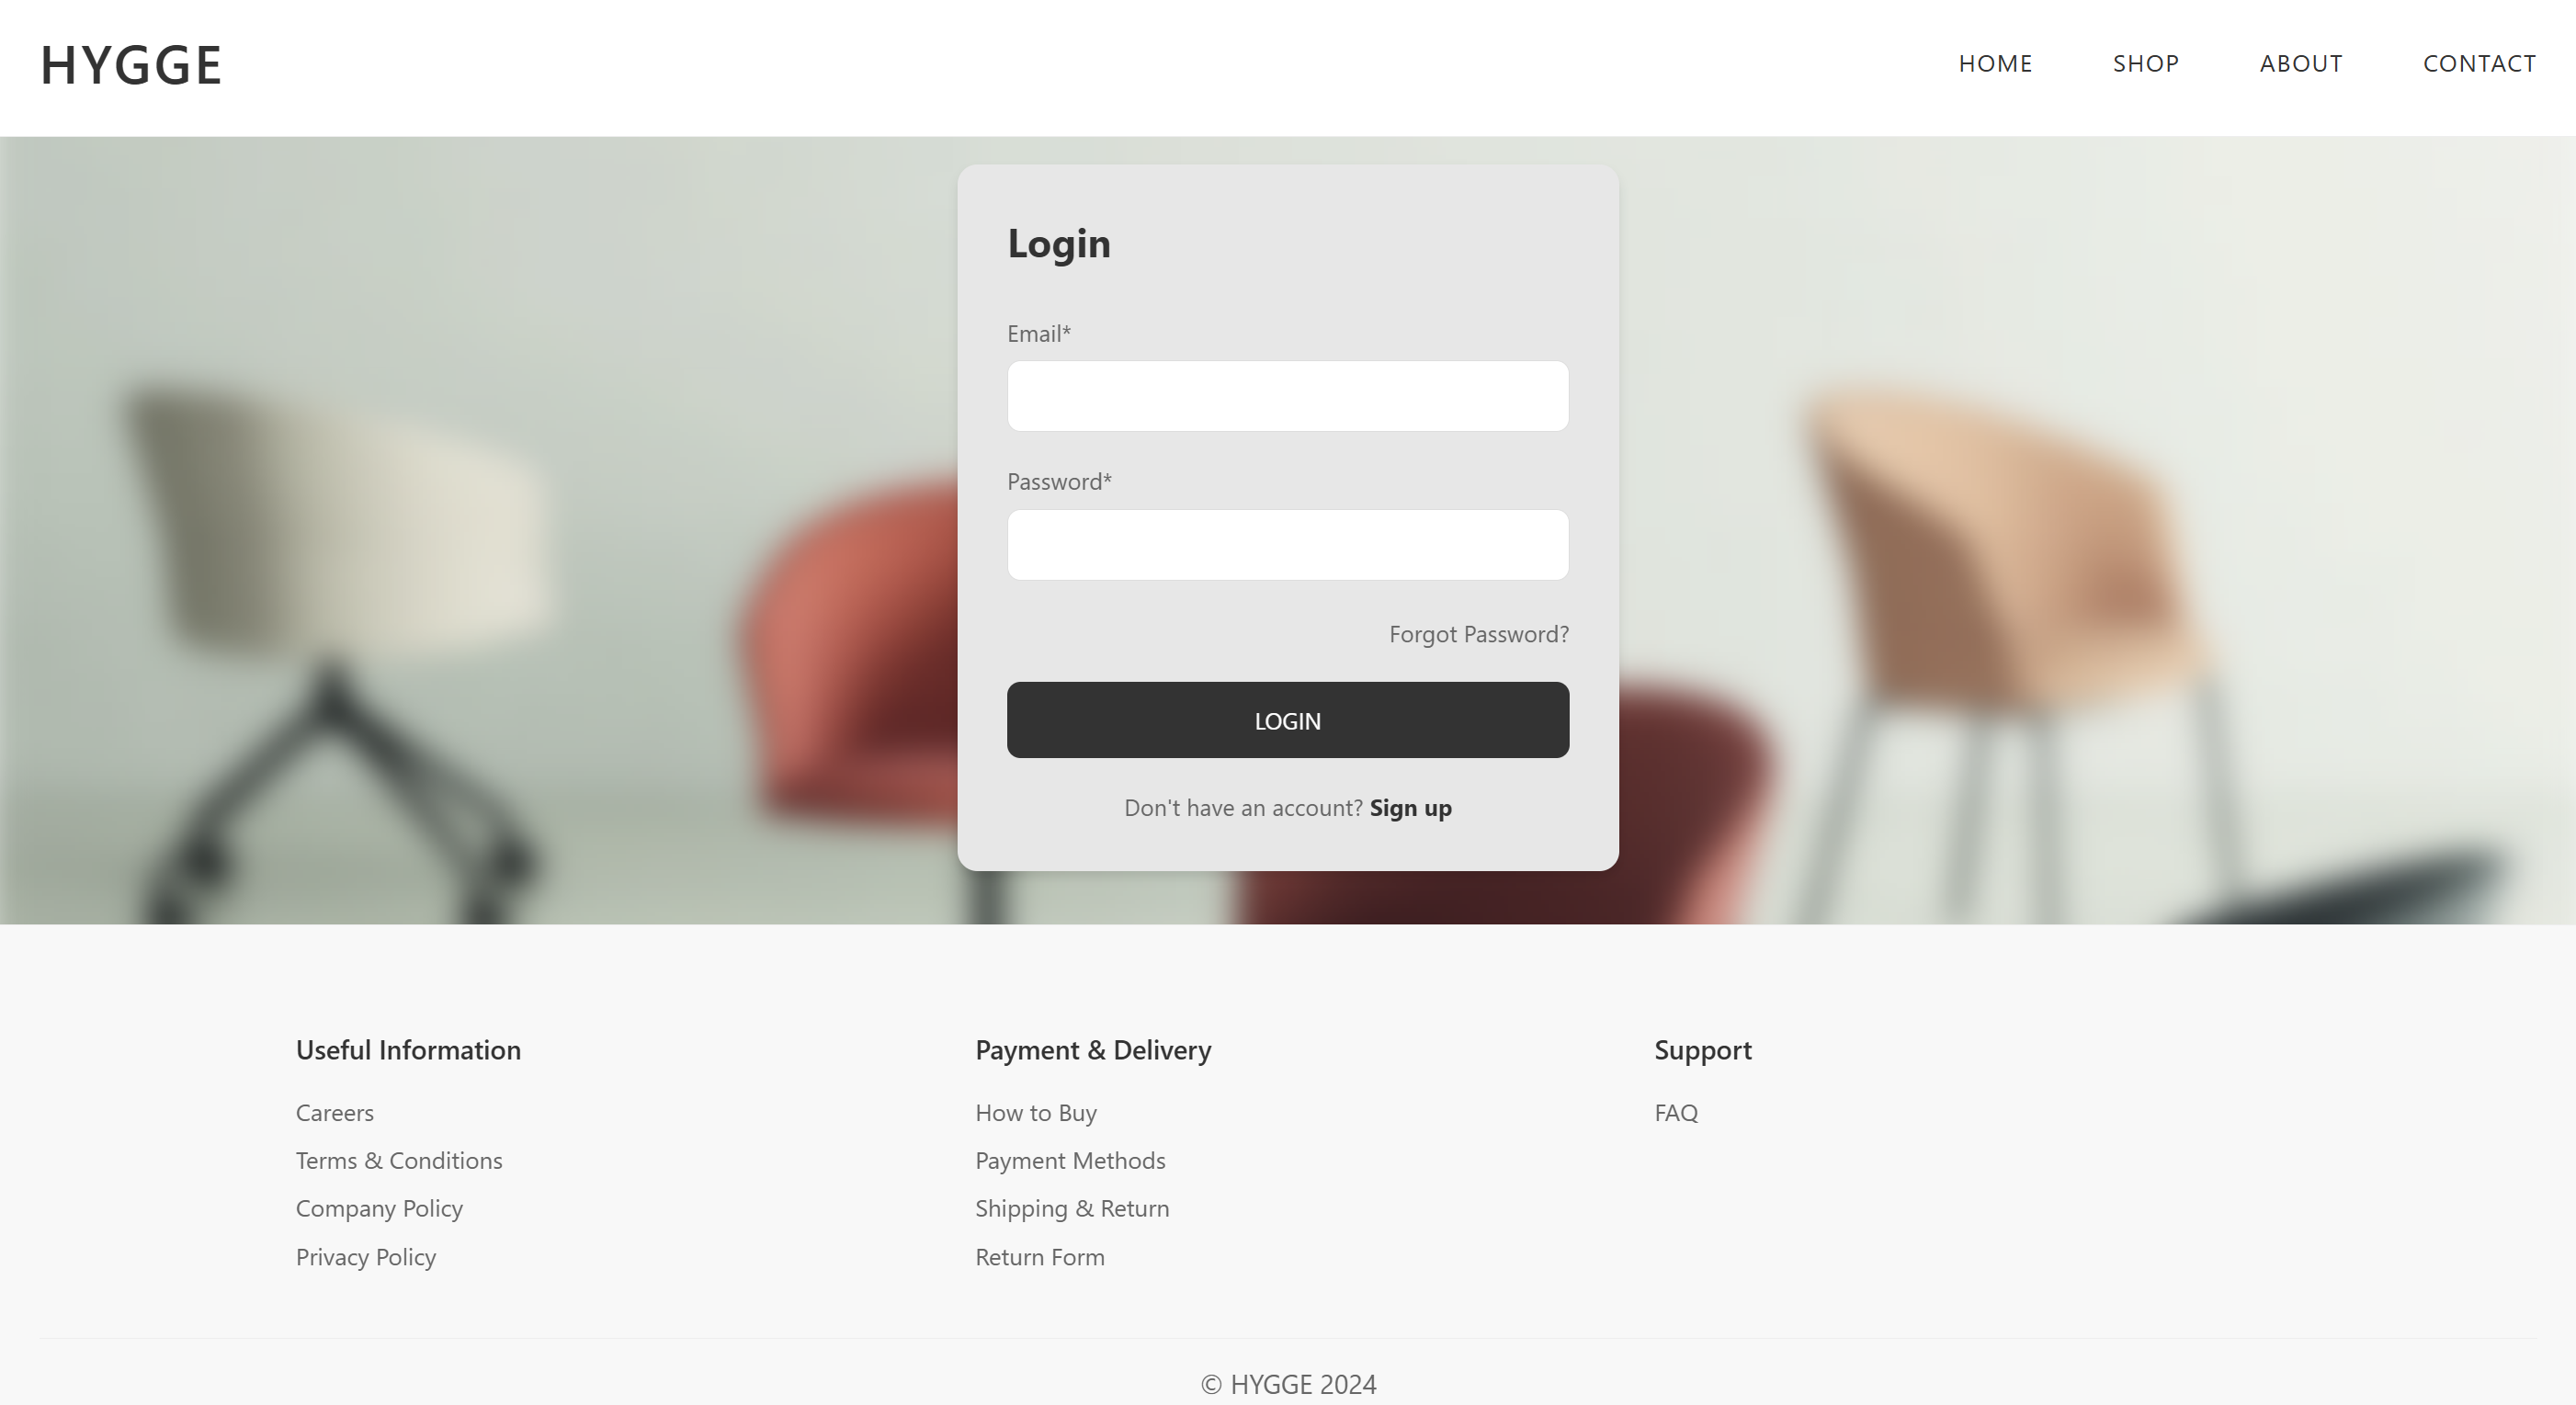 HYGGE
HOME SHOP ABOUT CONTACT
Login
Email*
Password*
Forgot Password?
LOGIN
Don't have an account? Sign up
Useful Information
Careers
Terms & Conditions
Company Policy
Privacy Policy
Payment & Delivery
How to Buy
Payment Methods
Shipping & Return
Return Form
Support
FAQ
© HYGGE 2024